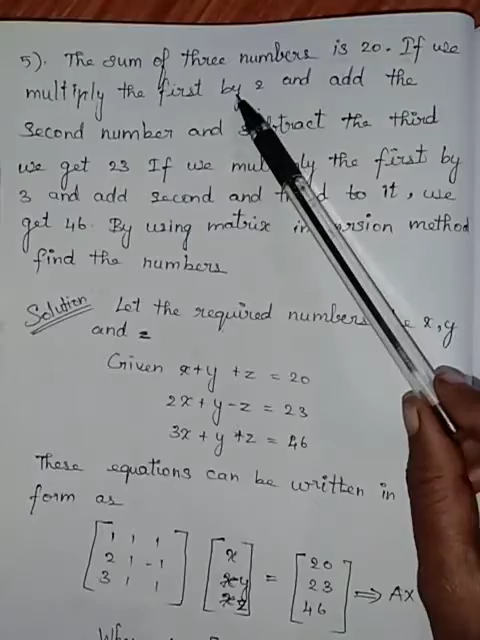 5). The sum of three numbers is 20. If we
multiply the first by 2 and add the
second number and subtract the third
we get 23 If we multiply the first by
3 and add second and third to it, we
get 46. By using matrix inversion method
find the numbers
Solution Let the required numbers be x, y
and z
Given x+y+z = 20
2x+y-z = 23
3x+y+z = 46
These equations can be written in
form as
[1 1 1; 2 1 -1; 3 1 1] [x; y; z] = [20; 23; 46] ⇒ AX